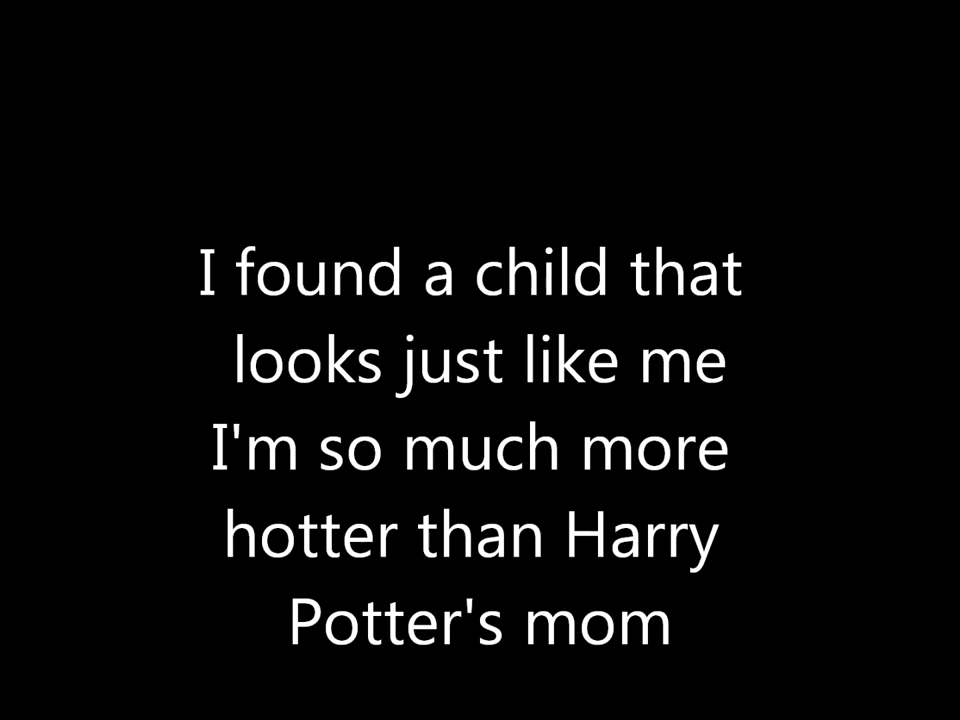 I found a child that
looks just like me
I'm so much more
hotter than Harry
Potter's mom